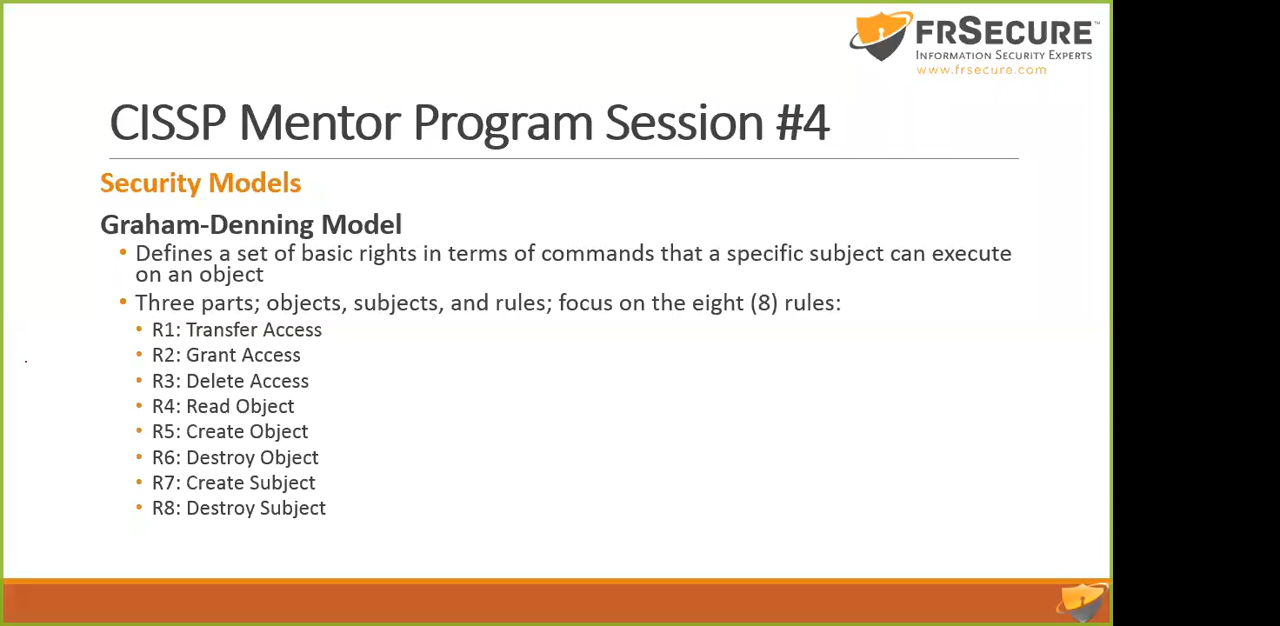 FRSECURE™
INFORMATION SECURITY EXPERTS
www.frsecure.com
CISSP Mentor Program Session #4
Security Models
Graham-Denning Model
• Defines a set of basic rights in terms of commands that a specific subject can execute
on an object
• Three parts; objects, subjects, and rules; focus on the eight (8) rules:
• R1: Transfer Access
• R2: Grant Access
• R3: Delete Access
• R4: Read Object
• R5: Create Object
• R6: Destroy Object
• R7: Create Subject
• R8: Destroy Subject